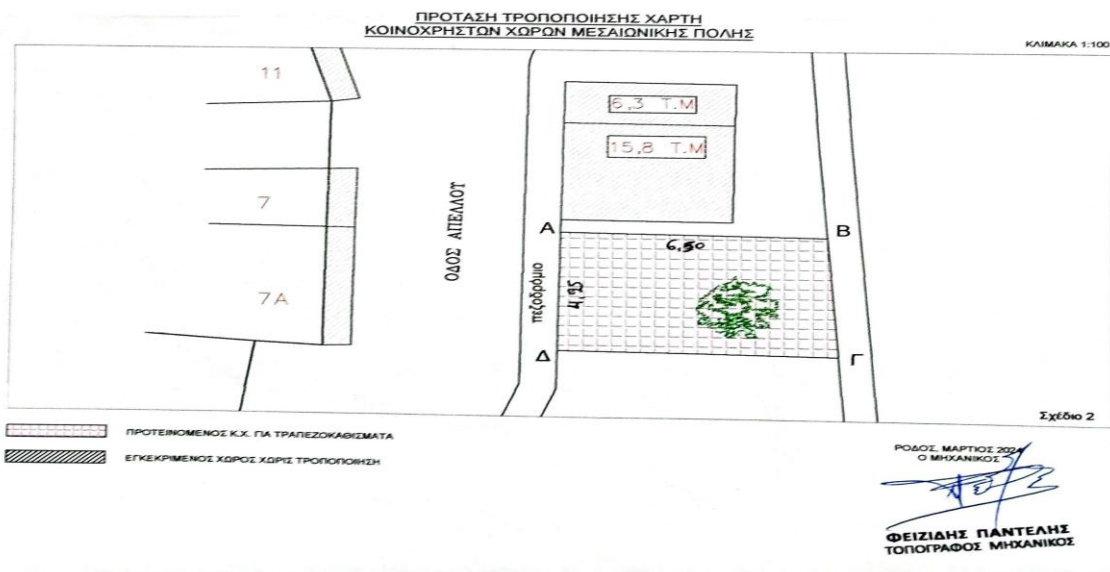 ΠΡΟΤΑΣΗ ΤΡΟΠΟΠΟΙΗΣΗΣ ΧΑΡΤΗ
ΚΟΙΝΟΧΡΗΣΤΩΝ ΧΩΡΩΝ ΜΕΣΑΙΩΝΙΚΗΣ ΠΟΛΗΣ
ΚΛΙΜΑΚΑ 1:100
11
6,3 Τ.Μ
15,8 Τ.Μ
7
ΟΔΟΣ ΑΠΕΛΛΟΥ
Α
6,50
Β
πεζοδρόμιο
4,25
7Α
Δ
Γ
Σχέδιο 2
ΠΡΟΤΕΙΝΟΜΕΝΟΣ Κ.Χ. ΓΙΑ ΤΡΑΠΕΖΟΚΑΘΙΣΜΑΤΑ
ΕΓΚΕΚΡΙΜΕΝΟΣ ΧΩΡΟΣ ΧΩΡΙΣ ΤΡΟΠΟΠΟΙΗΣΗ
ΡΟΔΟΣ, ΜΑΡΤΙΟΣ 2024
Ο ΜΗΧΑΝΙΚΟΣ
ΦΕΙΖΙΔΗΣ ΠΑΝΤΕΛΗΣ
ΤΟΠΟΓΡΑΦΟΣ ΜΗΧΑΝΙΚΟΣ